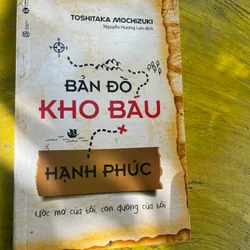 TOSHITAKA MOCHIZUKI
Nguyễn Hương Lan dịch
BẢN ĐỒ
KHO BÁU
HẠNH PHÚC
Ước mơ của tôi, con đường của tôi